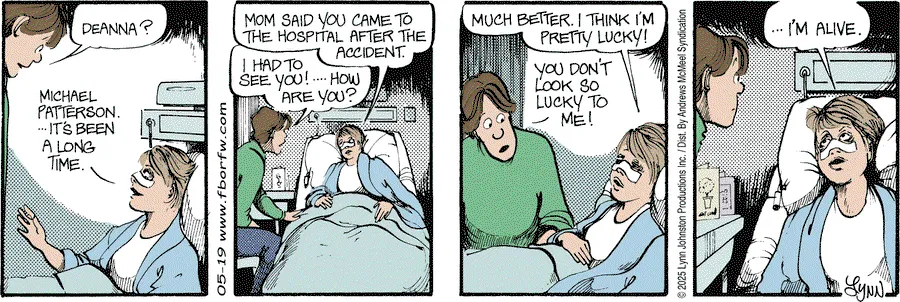 DEANNA?
MICHAEL
PATTERSON.
...IT'S BEEN
A LONG
TIME.
05-19 www.fborfw.com
MOM SAID YOU CAME TO
THE HOSPITAL AFTER THE
ACCIDENT.
I HAD TO
SEE YOU! ....HOW
ARE YOU?
MUCH BETTER. I THINK I'M
PRETTY LUCKY!
YOU DON'T
LOOK SO
LUCKY TO
ME!
© 2025 Lynn Johnston Productions Inc. / Dist. By Andrews McMeel Syndication
...I'M ALIVE.
LYNN